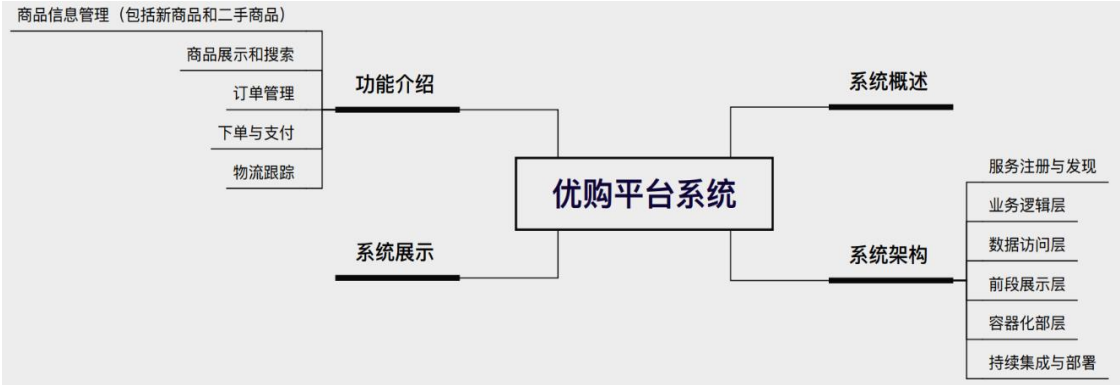 优购平台系统
功能介绍
商品信息管理（包括新商品和二手商品）
商品展示和搜索
订单管理
下单与支付
物流跟踪
系统展示
系统概述
系统架构
服务注册与发现
业务逻辑层
数据访问层
前段展示层
容器化部层
持续集成与部署